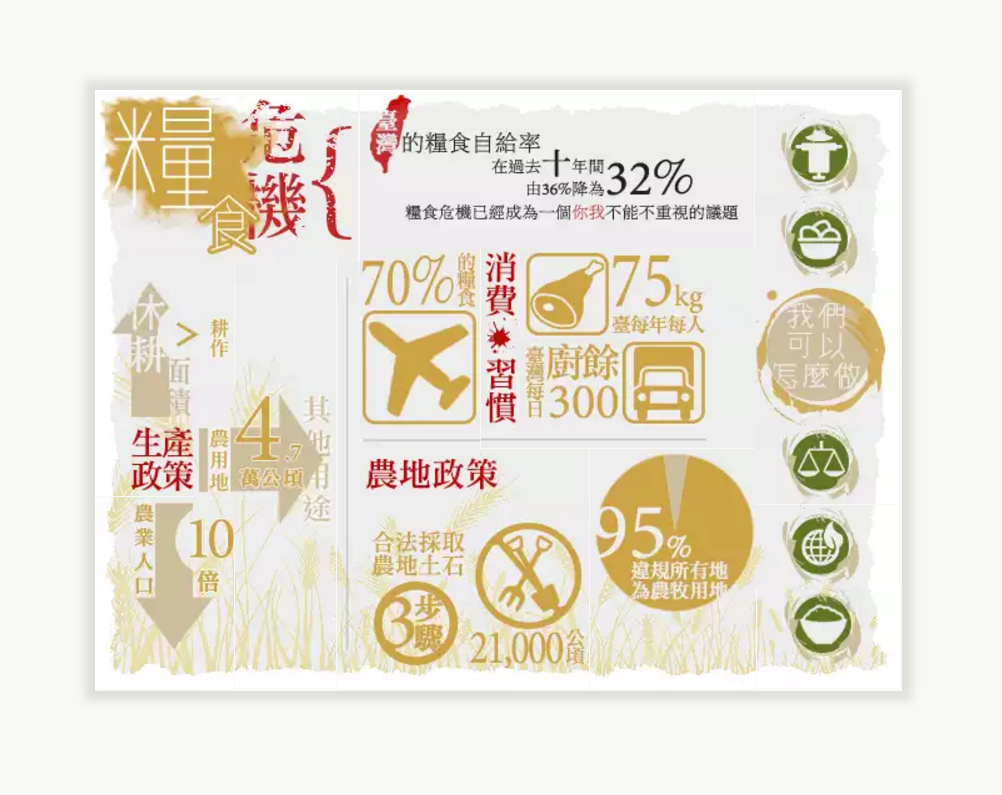 糧食
危機
臺灣的糧食自給率
在過去十年間
由36%降為32%
糧食危機已經成為一個你我不能不重視的議題
休耕
面積
>
耕作
生產
政策
農用地
4.7
萬公頃
其他用途
農業人口
10
倍
70%
的糧食
消費
習慣
75kg
臺灣每年每人
臺灣每日
廚餘
300
農地政策
合法採取
農地土石
3步驟
21,000公頃
95%
違規所有地
為農牧用地
我們
可以
怎麼做